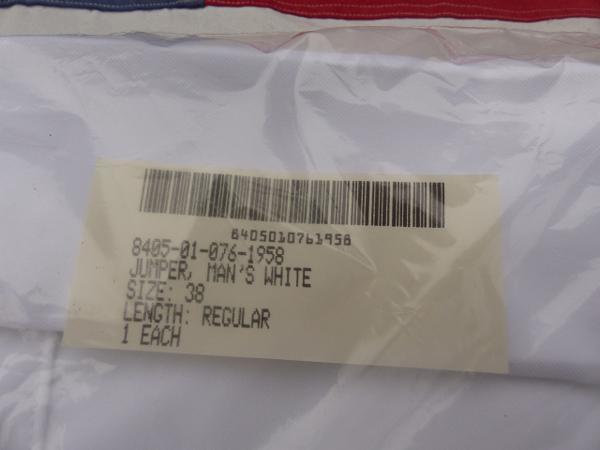 8405010761958
8405-01-076-1958
JUMPER, MAN'S WHITE
SIZE: 38
LENGTH: REGULAR
1 EACH